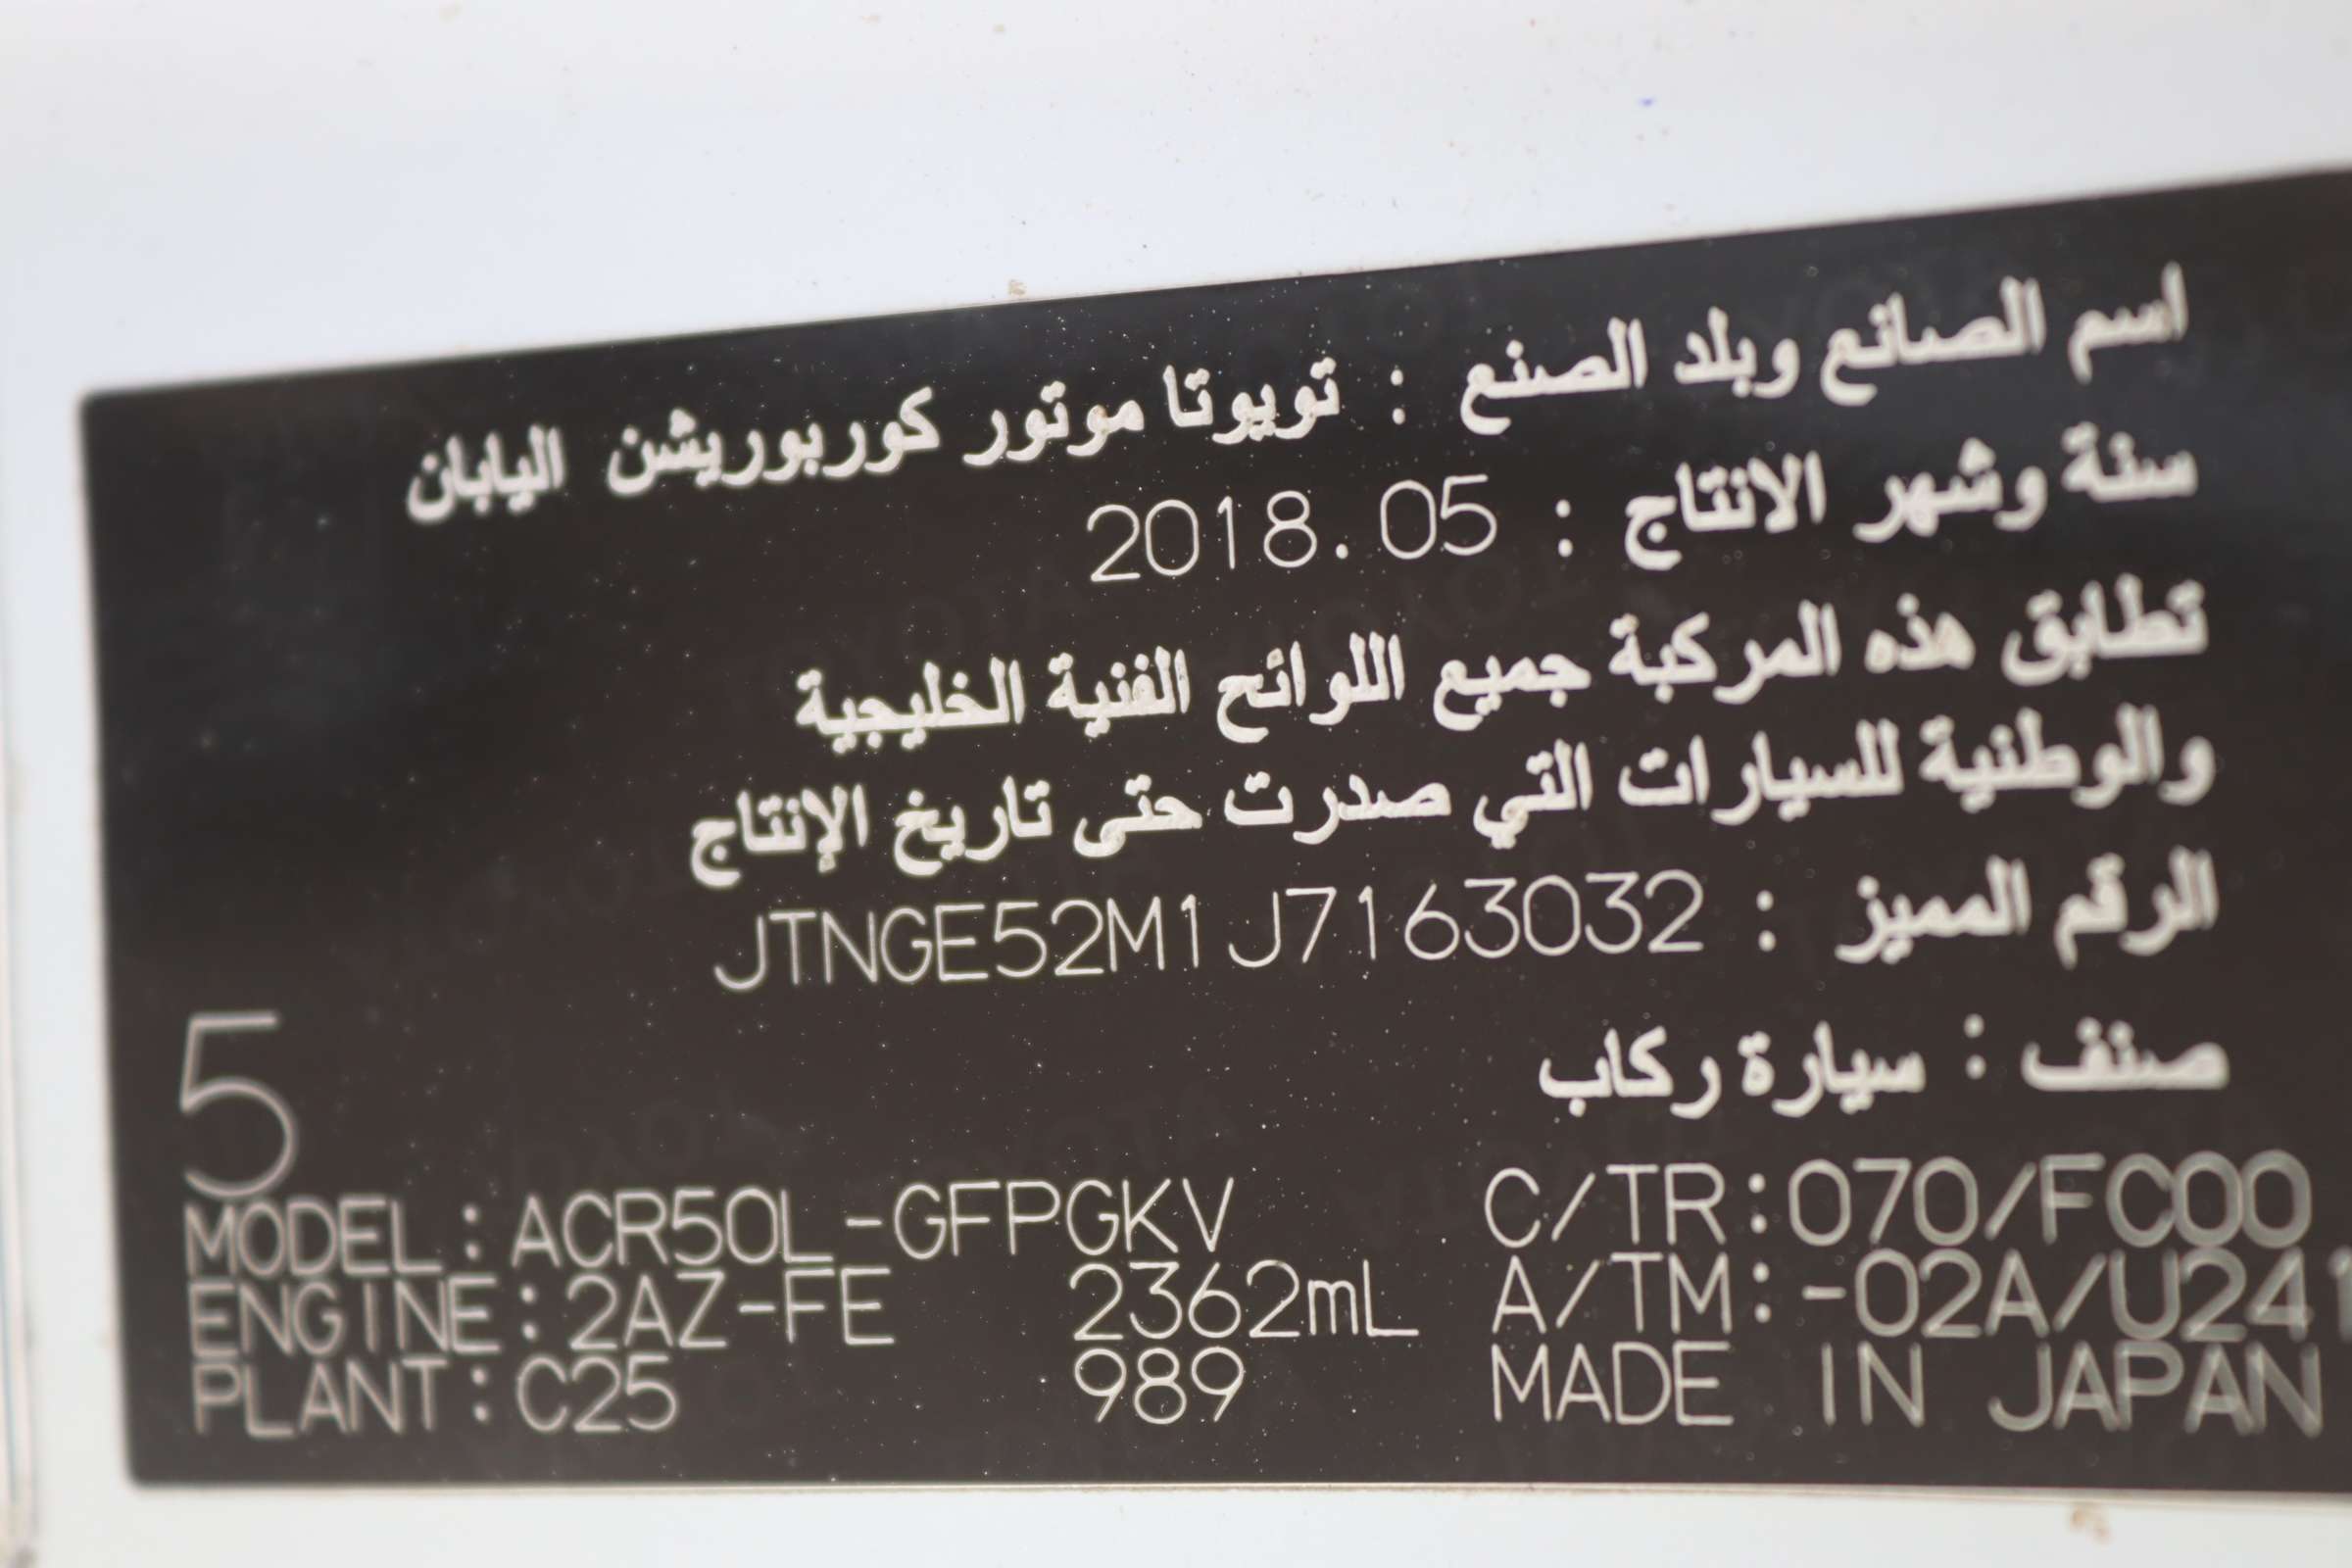 اسم الصانع وبلد الصنع : تويوتا موتور كوربوريشن اليابان
سنة وشهر الانتاج : 2018.05
تطابق هذه المركبة جميع اللوائح الفنية الخليجية
والوطنية للسيارات التي صدرت حتى تاريخ الإنتاج
الرقم المميز : JTNGE52M1J7163032
صنف : سيارة ركاب
5
MODEL:ACR50L-GFPGKV C/TR:070/FC00
ENGINE:2AZ-FE 2362mL A/TM:-02A/U241
PLANT:C25 989 MADE IN JAPAN